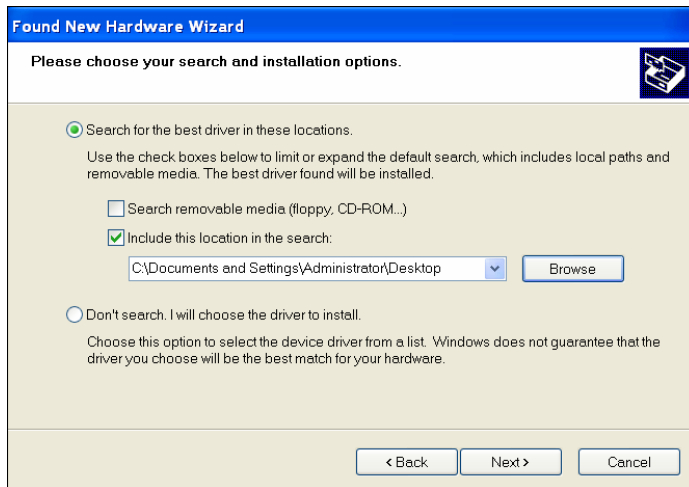 Found New Hardware Wizard
Please choose your search and installation options.
Search for the best driver in these locations.
Use the check boxes below to limit or expand the default search, which includes local paths and
removable media. The best driver found will be installed.
Search removable media (floppy, CD-ROM...)
Include this location in the search:
C:\Documents and Settings\Administrator\Desktop
Browse
Don't search. I will choose the driver to install.
Choose this option to select the device driver from a list. Windows does not guarantee that the
driver you choose will be the best match for your hardware.
< Back Next > Cancel